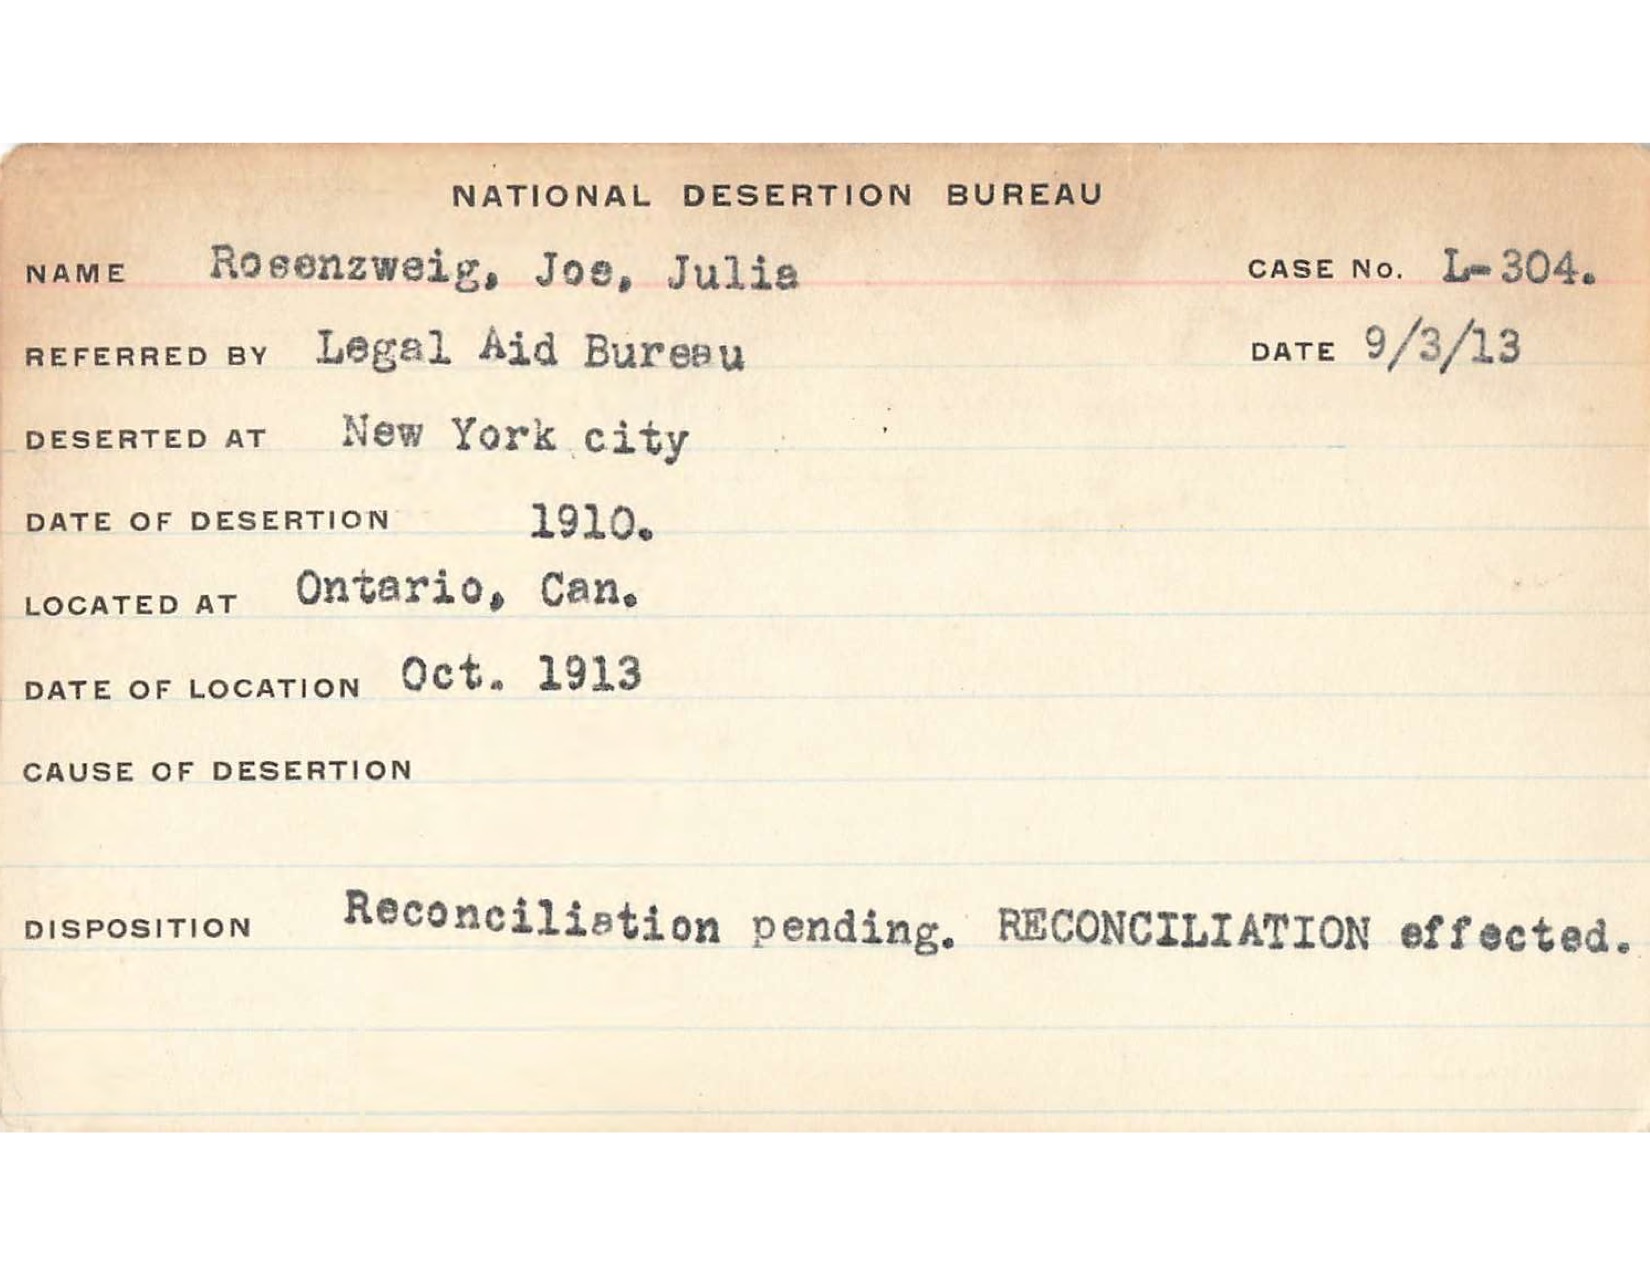 NATIONAL DESERTION BUREAU
NAME Rosenzweig, Joe, Julia CASE No. L-304.
REFERRED BY Legal Aid Bureau DATE 9/3/13
DESERTED AT New York city
DATE OF DESERTION 1910.
LOCATED AT Ontario, Can.
DATE OF LOCATION Oct. 1913
CAUSE OF DESERTION
DISPOSITION Reconciliation pending. RECONCILIATION effected.